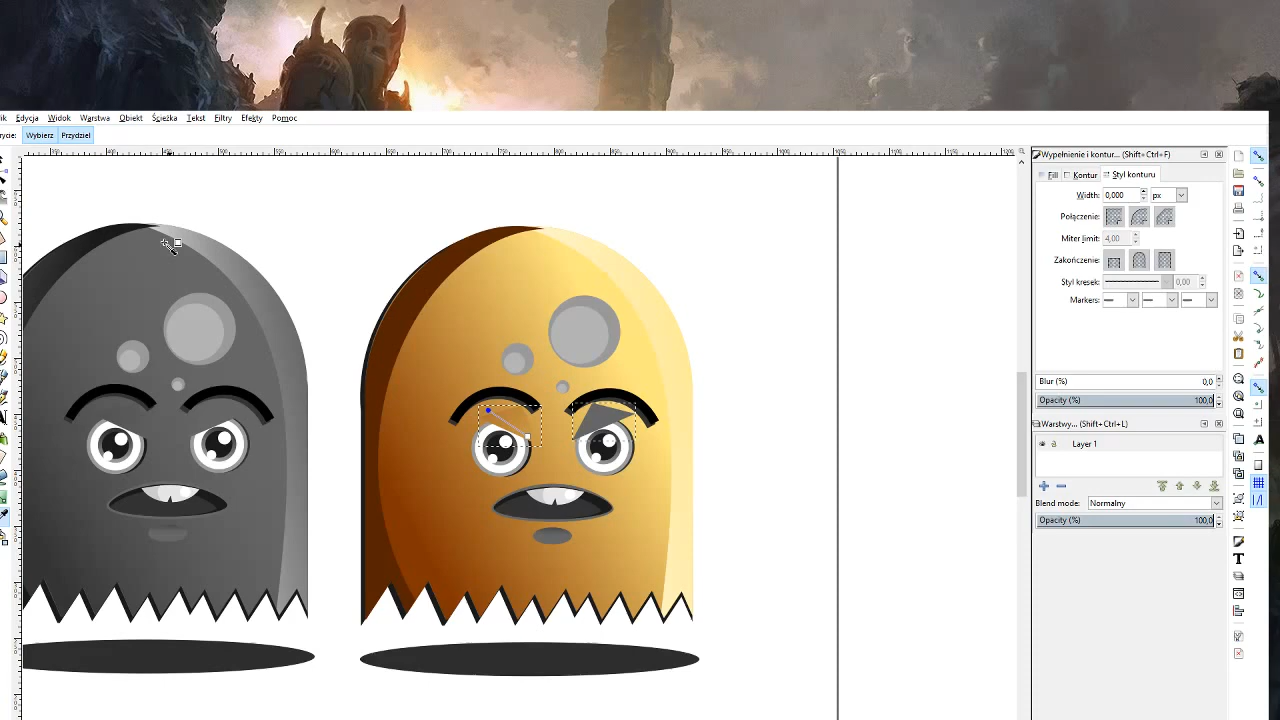 lik Edycja Widok Warstwa Obiekt Ścieżka Tekst Filtry Efekty Pomoc
rycie: Wybierz Przydziel
Wypełnienie i kontur... (Shift+Ctrl+F)
Fill Kontur Styl konturu
Width: 0,000 px
Połączenie:
Miter limit: 4,00
Zakończenie:
Styl kresek: 0,00
Markers:
Blur (%) 0,0
Opacity (%) 100,0
Warstwy... (Shift+Ctrl+L)
Layer 1
Blend mode: Normalny
Opacity (%) 100,0